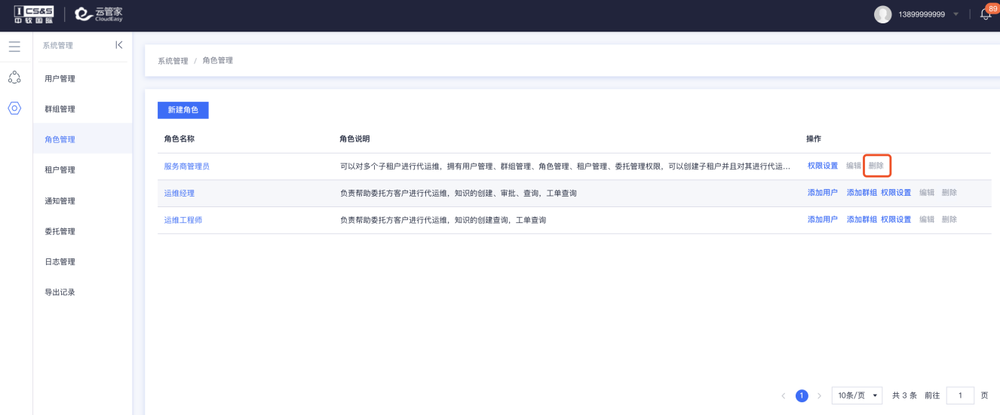 CS&S
中软国际
云管家
CloudEasy
13899999999
89
系统管理
用户管理
群组管理
角色管理
租户管理
通知管理
委托管理
日志管理
导出记录
系统管理 / 角色管理
新建角色
角色名称 角色说明 操作
服务商管理员 可以对多个子租户进行代运维，拥有用户管理、群组管理、角色管理、租户管理、委托管理权限，可以创建子租户并且对其进行代运... 权限设置 编辑 删除
运维经理 负责帮助委托方客户进行代运维，知识的创建、审批、查询，工单查询 添加用户 添加群组 权限设置 编辑 删除
运维工程师 负责帮助委托方客户进行代运维，知识的创建查询，工单查询 添加用户 添加群组 权限设置 编辑 删除
< 1 > 10条/页 共 3 条 前往 1 页